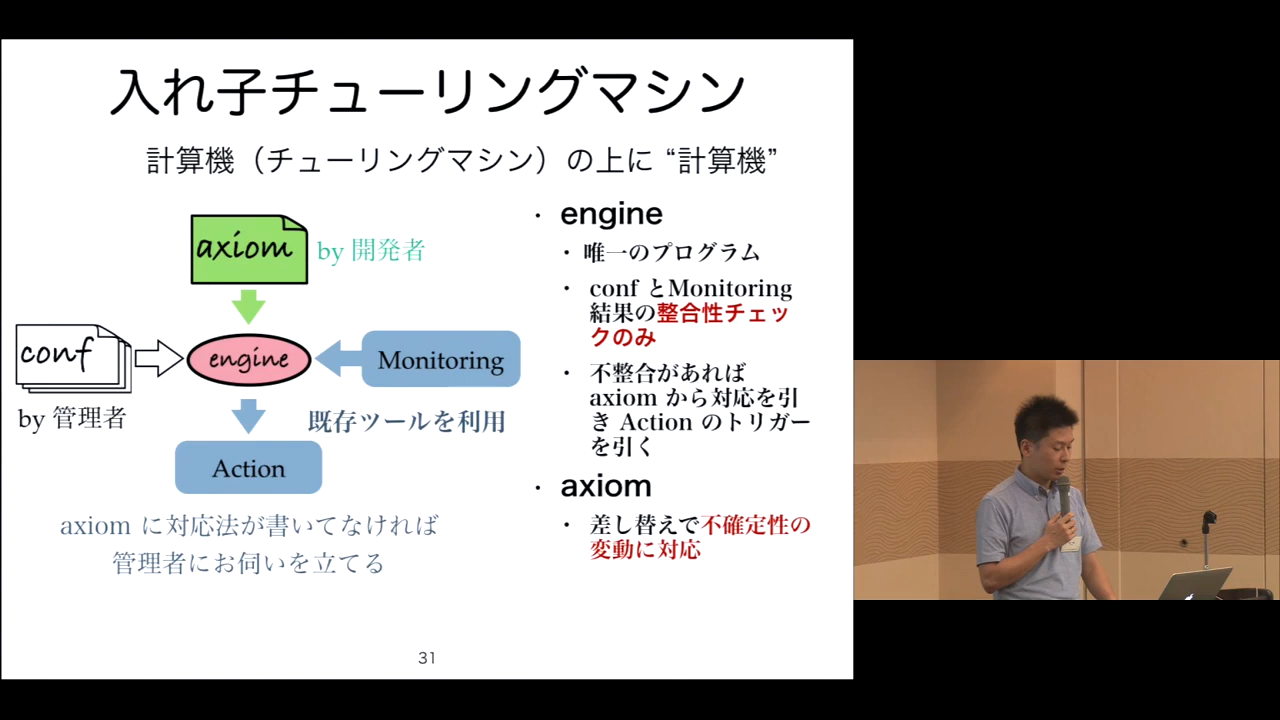 入れ子チューリングマシン
計算機（チューリングマシン）の上に “計算機”
axiom
by 開発者
conf
engine
Monitoring
by 管理者
既存ツールを利用
Action
axiom に対応法が書いてなければ
管理者にお伺いを立てる
・ engine
・ 唯一のプログラム
・ conf とMonitoring
結果の整合性チェッ
クのみ
・ 不整合があれば
axiom から対応を引
き Action のトリガー
を引く
・ axiom
・ 差し替えで不確定性の
変動に対応
31